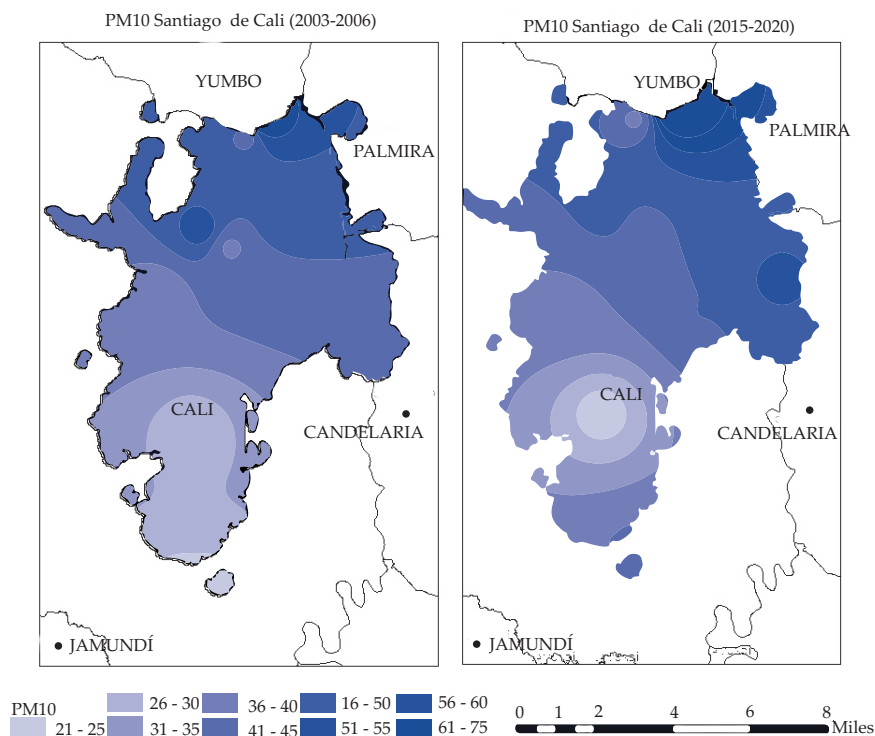 PM10 Santiago de Cali (2003-2006)
PM10 Santiago de Cali (2015-2020)
YUMBO
PALMIRA
CALI
CANDELARIA
JAMUNDÍ
YUMBO
PALMIRA
CALI
CANDELARIA
JAMUNDÍ
PM10
21 - 25
26 - 30
31 - 35
36 - 40
41 - 45
16 - 50
51 - 55
56 - 60
61 - 75
0 1 2 4 6 8
Miles